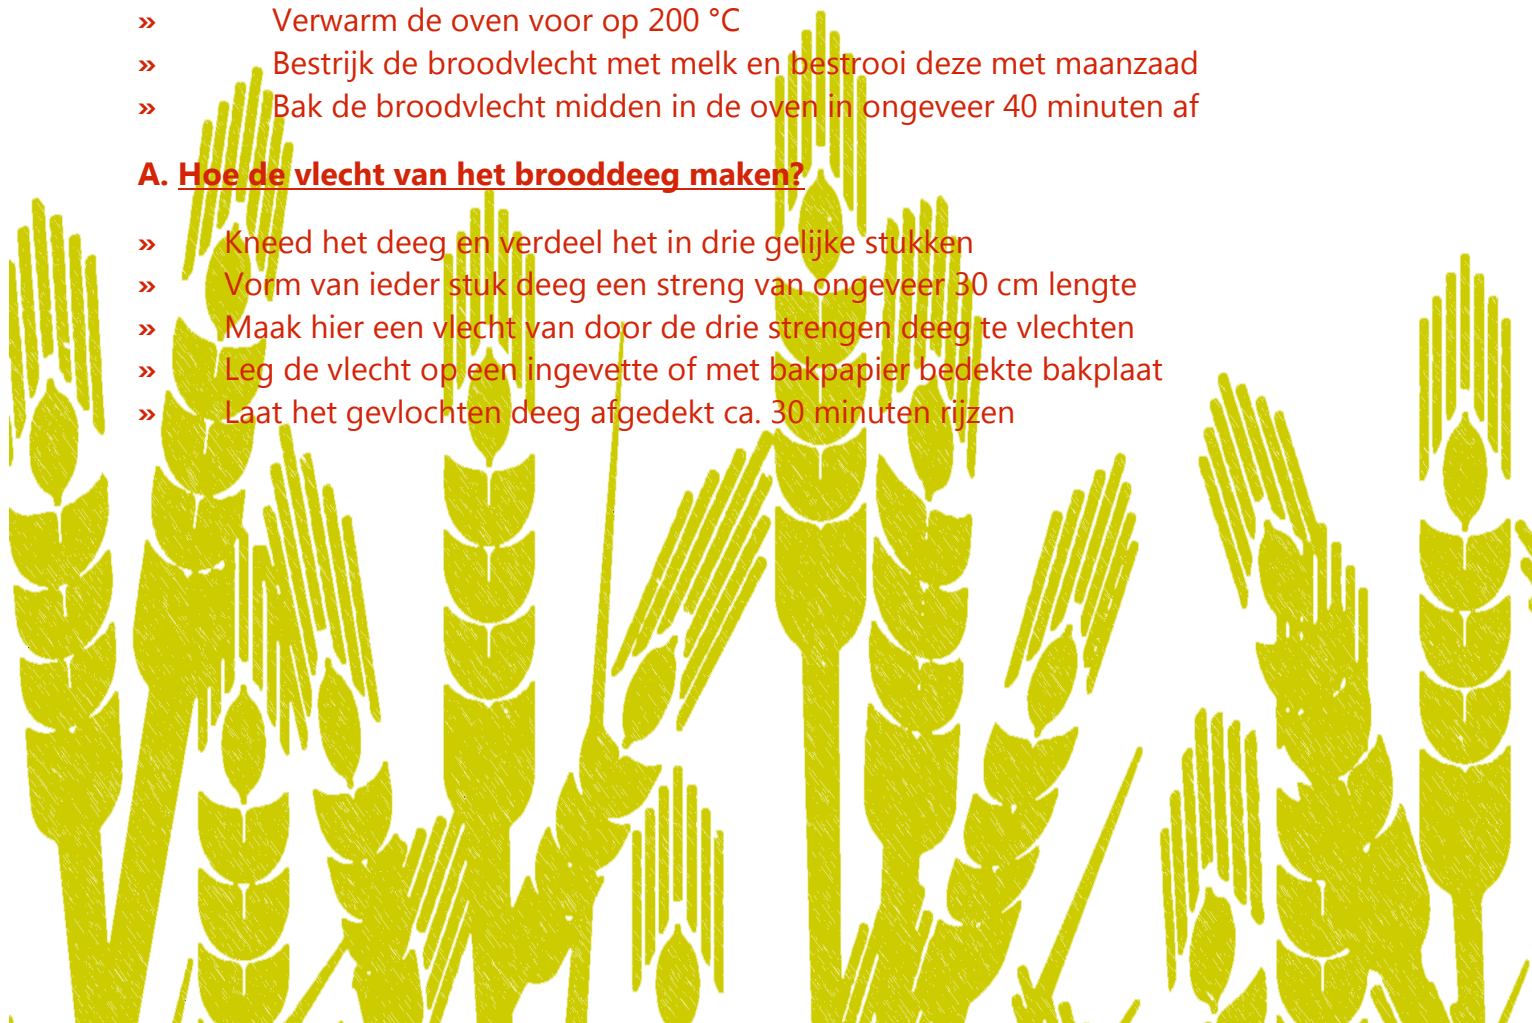 » Verwarm de oven voor op 200 °C
» Bestrijk de broodvlecht met melk en bestrooi deze met maanzaad
» Bak de broodvlecht midden in de oven in ongeveer 40 minuten af
A. Hoe de vlecht van het brooddeeg maken?
» Kneed het deeg en verdeel het in drie gelijke stukken
» Vorm van ieder stuk deeg een streng van ongeveer 30 cm lengte
» Maak hier een vlecht van door de drie strengen deeg te vlechten
» Leg de vlecht op een ingevette of met bakpapier bedekte bakplaat
» Laat het gevlochten deeg afgedekt ca. 30 minuten rijzen